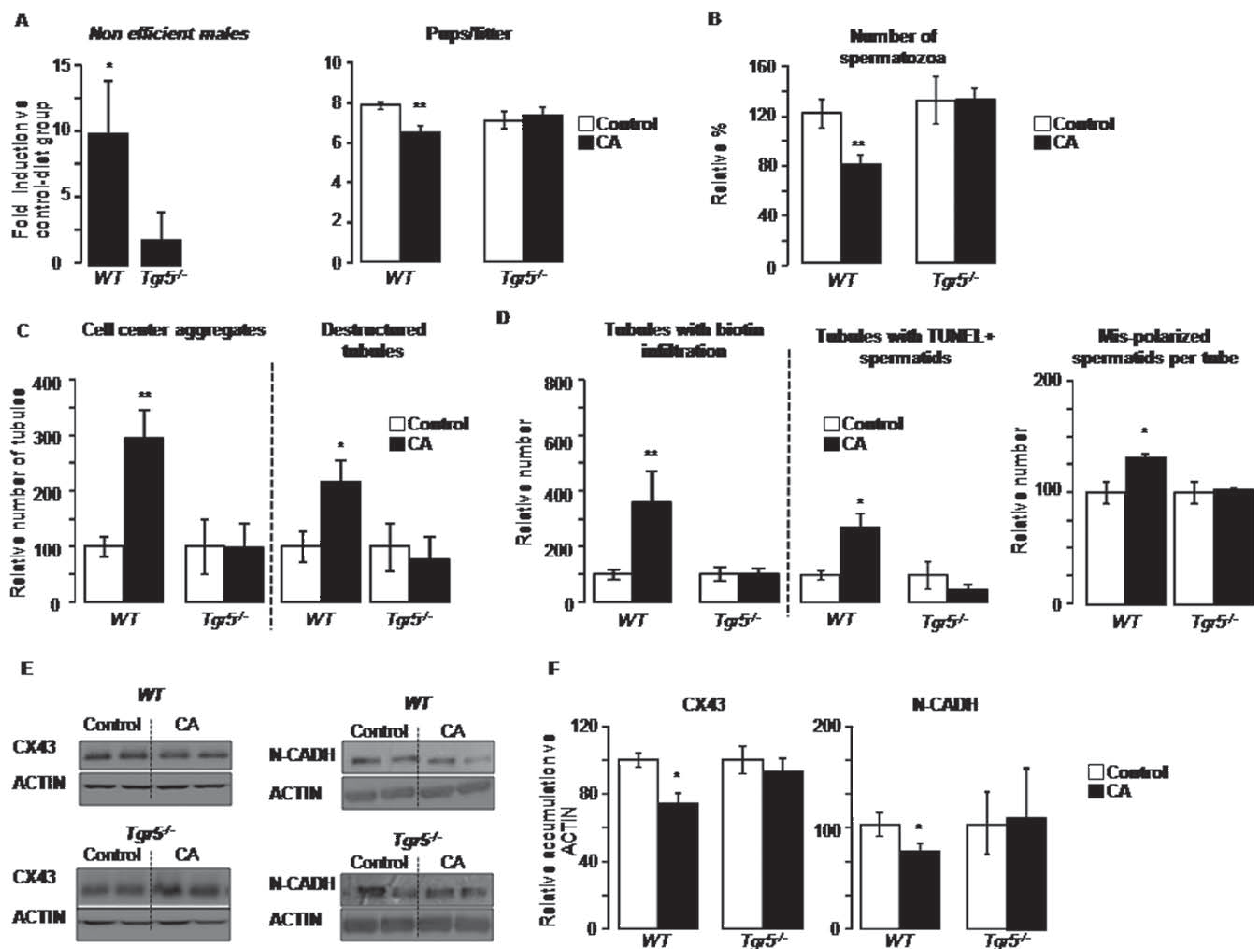 A
Non efficient males
Fold induction vs
control-diet group
15
10
5
0
*
WT Tgr5-/-
Pups/litter
10
8
6
4
2
0
**
WT Tgr5-/-
Control
CA
B
Number of
spermatozoa
Relative %
160
120
80
40
0
**
WT Tgr5-/-
Control
CA
C
Cell center aggregates
Destructured
tubules
Relative number of tubules
400
300
200
100
0
**
*
Control
CA
WT Tgr5-/- WT Tgr5-/-
D
Tubules with biotin
infiltration
Tubules with TUNEL+
spermatids
Relative number
800
600
400
200
0
**
*
Control
CA
WT Tgr5-/- WT Tgr5-/-
Mis-polarized
spermatids per tube
Relative number
200
100
0
*
WT Tgr5-/-
E
WT
Control CA
CX43
ACTIN
WT
Control CA
N-CADH
ACTIN
Tgr5-/-
Control CA
CX43
ACTIN
Tgr5-/-
Control CA
N-CADH
ACTIN
F
CX43
Relative accumulation vs
ACTIN
120
80
40
0
*
WT Tgr5-/-
N-CADH
200
100
0
*
WT Tgr5-/-
Control
CA